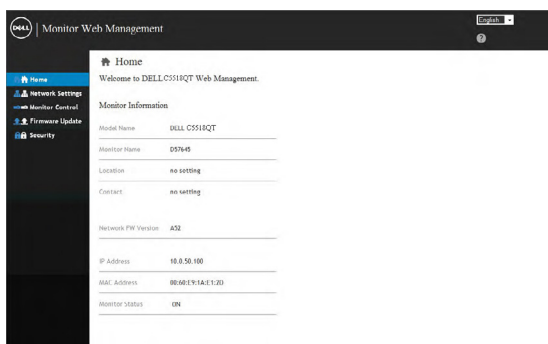 DELL | Monitor Web Management
English
?
Home
Welcome to DELL C5518QT Web Management.
Home
Network Settings
Monitor Control
Firmware Update
Security
Monitor Information
Model Name DELL C5518QT
Monitor Name D57645
Location no setting
Contact no setting
Network FW Version A52
IP Address 10.0.50.100
MAC Address 00:60:E9:1A:E1:2D
Monitor Status ON